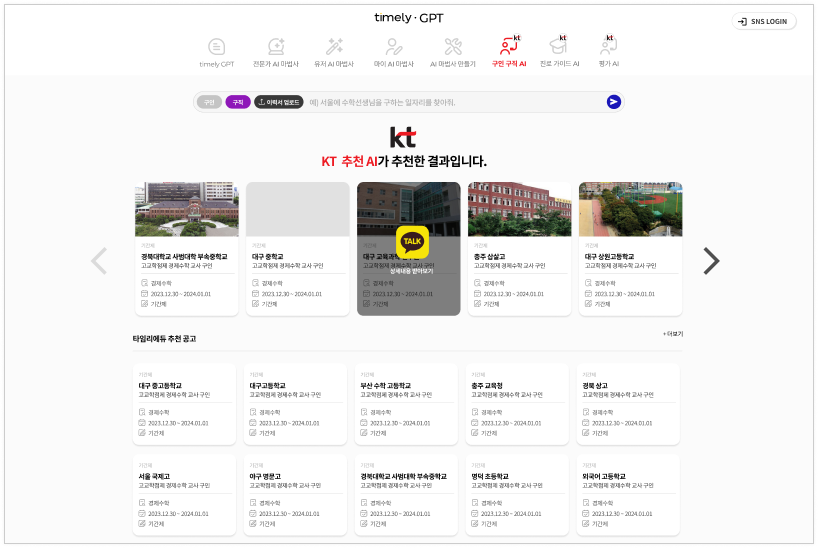 timely · GPT
SNS LOGIN
timely GPT
전문가 AI 마법사
유저 AI 마법사
마이 AI 마법사
AI 마법사 만들기
kt
구인 구직 AI
kt
진로 가이드 AI
kt
평가 AI
구인
구직
이력서 업로드
예) 서울에 수학선생님을 구하는 일자리를 찾아줘.
kt
KT 추천 AI가 추천한 결과입니다.
기간제
경북대학교 사범대학 부속중학교
고교학점제 경제수학 교사 구인
경제수학
2023.12.30 ~ 2024.01.01
기간제
기간제
대구 중학교
고교학점제 경제수학 교사 구인
경제수학
2023.12.30 ~ 2024.01.01
기간제
TALK
상세내용 받아보기
기간제
대구 교육과학
고교학점제 경제수학 교사 구인
경제수학
2023.12.30 ~ 2024.01.01
기간제
기간제
충주 상살고
고교학점제 경제수학 교사 구인
경제수학
2023.12.30 ~ 2024.01.01
기간제
기간제
대구 상원고등학교
고교학점제 경제수학 교사 구인
경제수학
2023.12.30 ~ 2024.01.01
기간제
타임리에듀 추천 공고
+ 더보기
기간제
대구 중고등학교
고교학점제 경제수학 교사 구인
경제수학
2023.12.30 ~ 2024.01.01
기간제
기간제
대구고등학교
고교학점제 경제수학 교사 구인
경제수학
2023.12.30 ~ 2024.01.01
기간제
기간제
부산 수학 고등학교
고교학점제 경제수학 교사 구인
경제수학
2023.12.30 ~ 2024.01.01
기간제
기간제
충주 교육청
고교학점제 경제수학 교사 구인
경제수학
2023.12.30 ~ 2024.01.01
기간제
기간제
경북 상고
고교학점제 경제수학 교사 구인
경제수학
2023.12.30 ~ 2024.01.01
기간제
기간제
서울 국제고
고교학점제 경제수학 교사 구인
경제수학
2023.12.30 ~ 2024.01.01
기간제
기간제
야구 명문고
고교학점제 경제수학 교사 구인
경제수학
2023.12.30 ~ 2024.01.01
기간제
기간제
경북대학교 사범대학 부속중학교
고교학점제 경제수학 교사 구인
경제수학
2023.12.30 ~ 2024.01.01
기간제
기간제
명덕 초등학교
고교학점제 경제수학 교사 구인
경제수학
2023.12.30 ~ 2024.01.01
기간제
기간제
외국어 고등학교
고교학점제 경제수학 교사 구인
경제수학
2023.12.30 ~ 2024.01.01
기간제